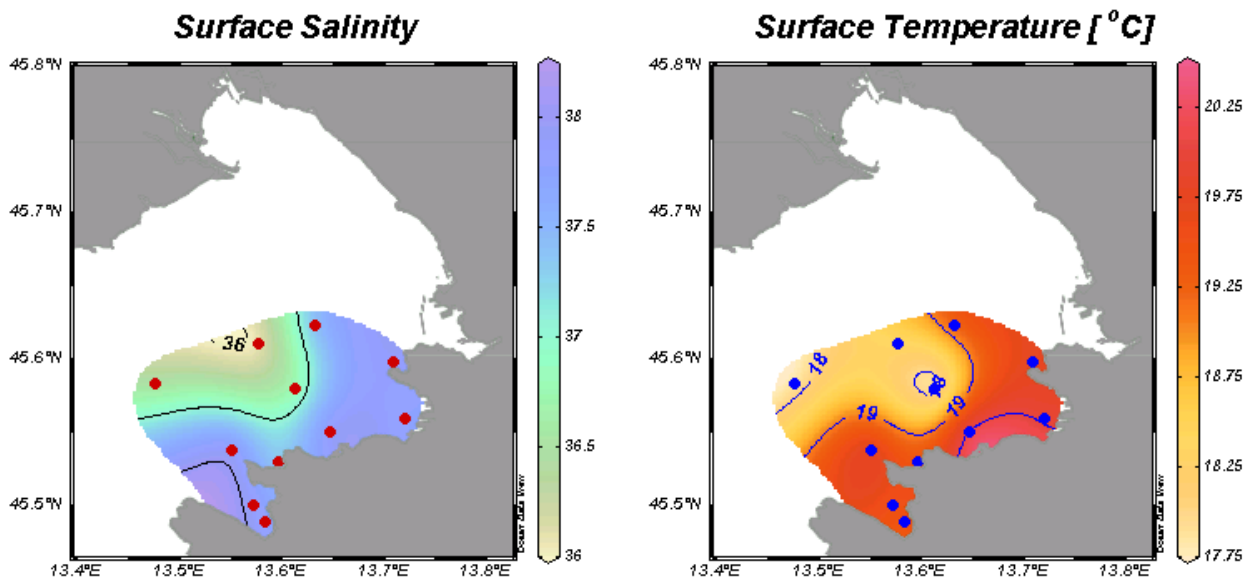 Surface Salinity
Surface Temperature [ °C]
45.8°N
45.7°N
45.6°N
45.5°N
13.4°E
13.5°E
13.6°E
13.7°E
13.8°E
36
Ocean Data View
38
37.5
37
36.5
36
45.8°N
45.7°N
45.6°N
45.5°N
13.4°E
13.5°E
13.6°E
13.7°E
13.8°E
18
18
19
19
Ocean Data View
20.25
19.75
19.25
18.75
18.25
17.75